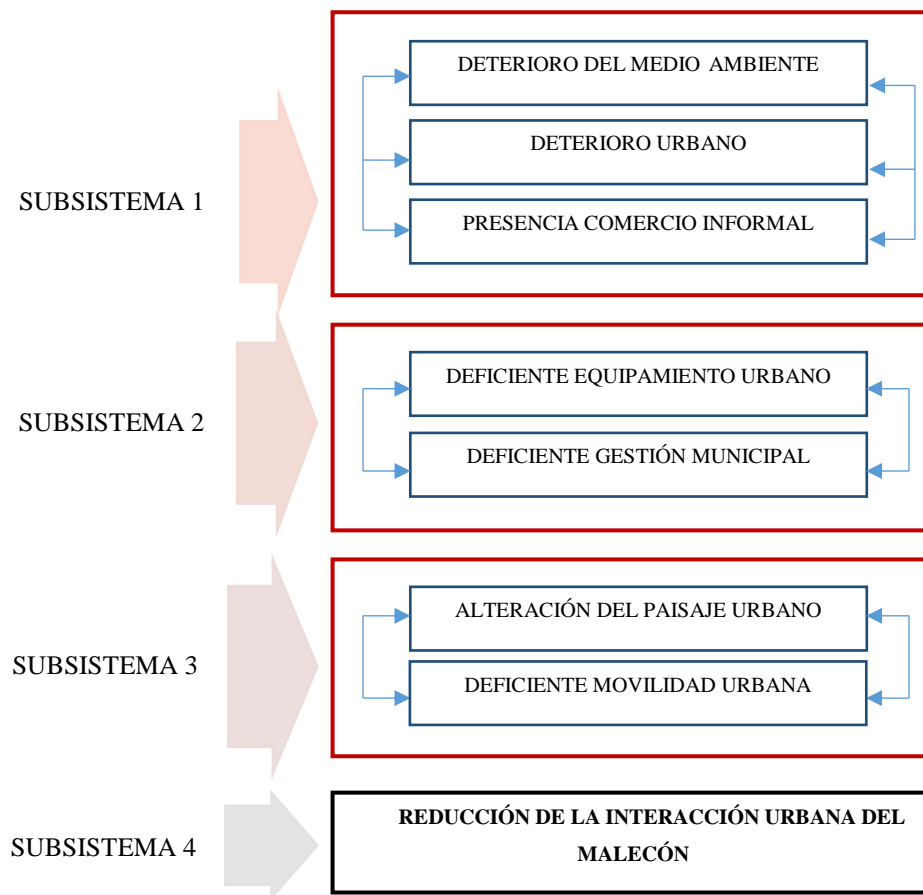 SUBSISTEMA 1
DETERIORO DEL MEDIO AMBIENTE
DETERIORO URBANO
PRESENCIA COMERCIO INFORMAL
SUBSISTEMA 2
DEFICIENTE EQUIPAMIENTO URBANO
DEFICIENTE GESTIÓN MUNICIPAL
SUBSISTEMA 3
ALTERACIÓN DEL PAISAJE URBANO
DEFICIENTE MOVILIDAD URBANA
SUBSISTEMA 4
REDUCCIÓN DE LA INTERACCIÓN URBANA DEL
MALECÓN